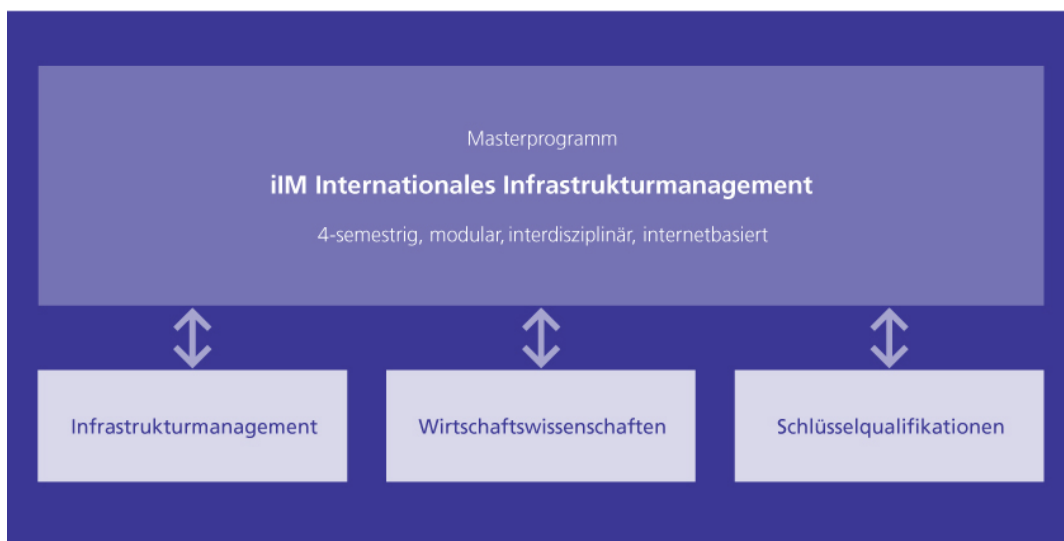 Masterprogramm
iIM Internationales Infrastrukturmanagement
4-semestrig, modular, interdisziplinär, internetbasiert
Infrastrukturmanagement
Wirtschaftswissenschaften
Schlüsselqualifikationen